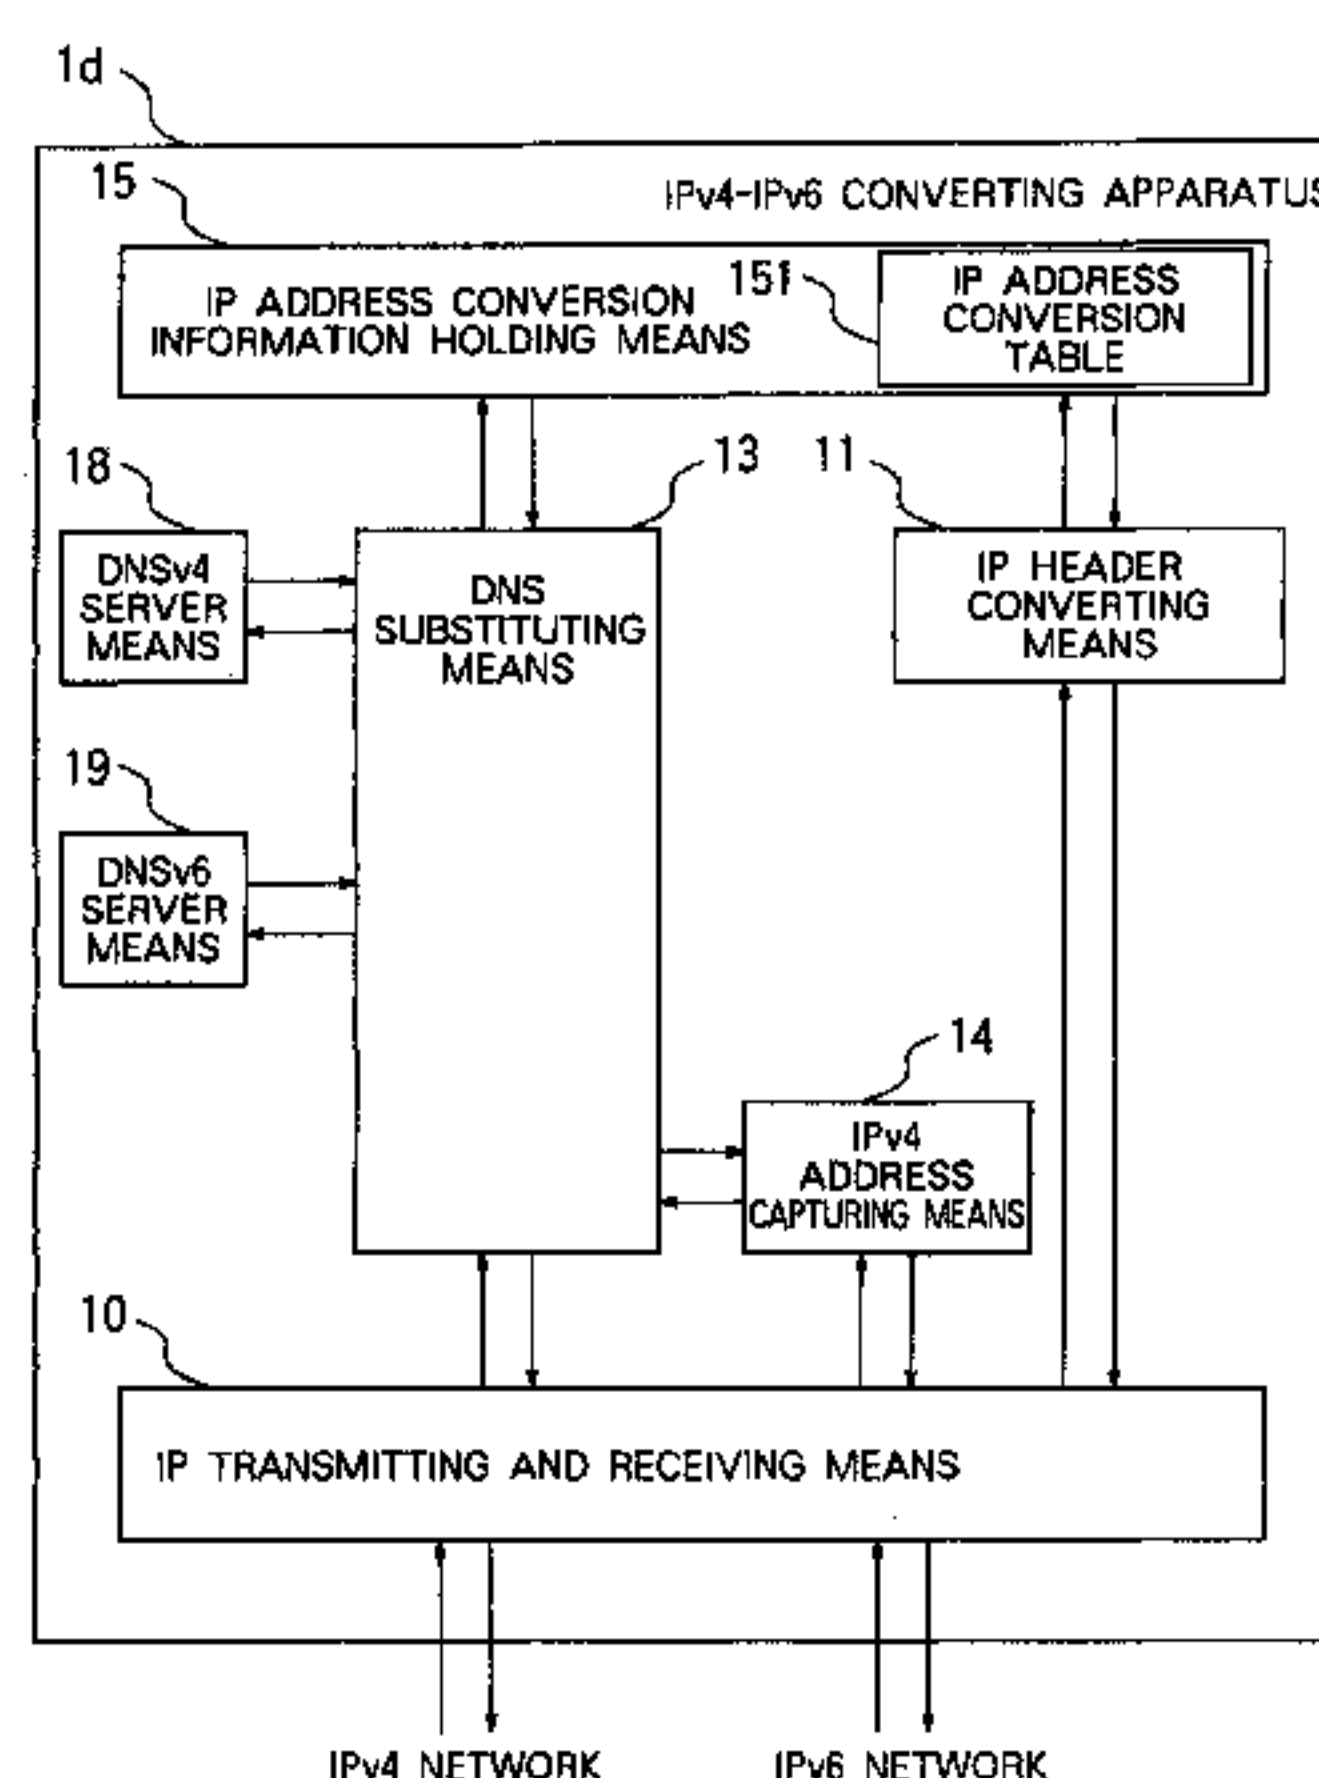 1d
IPv4-IPv6 CONVERTING APPARATUS
15
IP ADDRESS CONVERSION
INFORMATION HOLDING MEANS
151
IP ADDRESS
CONVERSION
TABLE
18
13
11
DNSv4
SERVER
MEANS
DNS
SUBSTITUTING
MEANS
IP HEADER
CONVERTING
MEANS
19
DNSv6
SERVER
MEANS
14
IPv4
ADDRESS
CAPTURING MEANS
10
IP TRANSMITTING AND RECEIVING MEANS
IPv4 NETWORK
IPv6 NETWORK